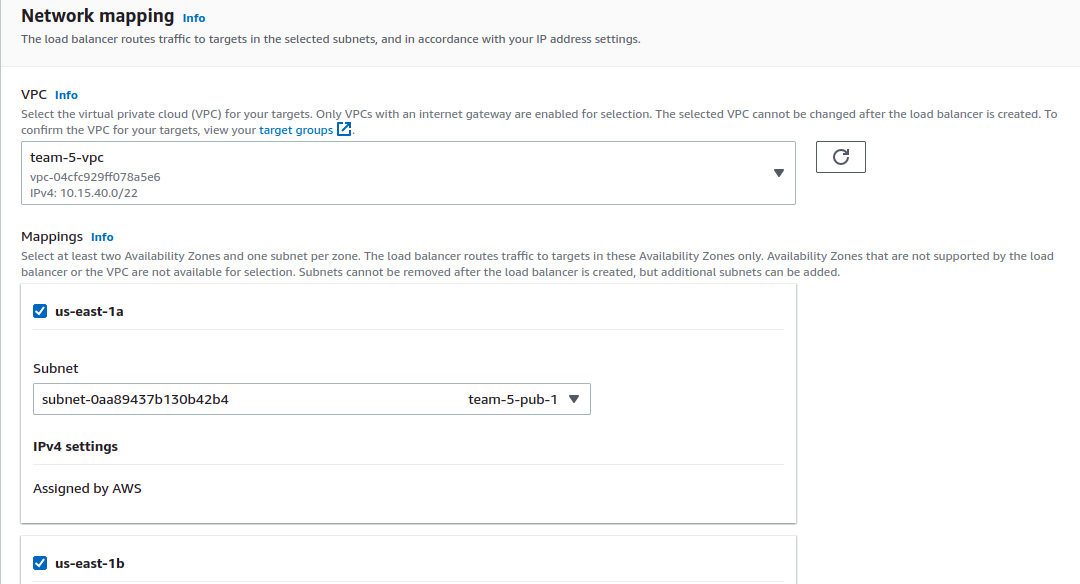 Network mapping Info
The load balancer routes traffic to targets in the selected subnets, and in accordance with your IP address settings.
VPC Info
Select the virtual private cloud (VPC) for your targets. Only VPCs with an internet gateway are enabled for selection. The selected VPC cannot be changed after the load balancer is created. To
confirm the VPC for your targets, view your target groups.
team-5-vpc
vpc-04cfc929ff078a5e6
IPv4: 10.15.40.0/22
Mappings Info
Select at least two Availability Zones and one subnet per zone. The load balancer routes traffic to targets in these Availability Zones only. Availability Zones that are not supported by the load
balancer or the VPC are not available for selection. Subnets cannot be removed after the load balancer is created, but additional subnets can be added.
us-east-1a
Subnet
subnet-0aa89437b130b42b4 team-5-pub-1
IPv4 settings
Assigned by AWS
us-east-1b